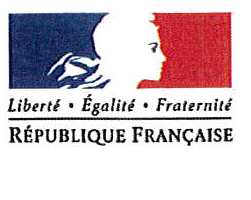 Liberté • Égalité • Fraternité
RÉPUBLIQUE FRANÇAISE